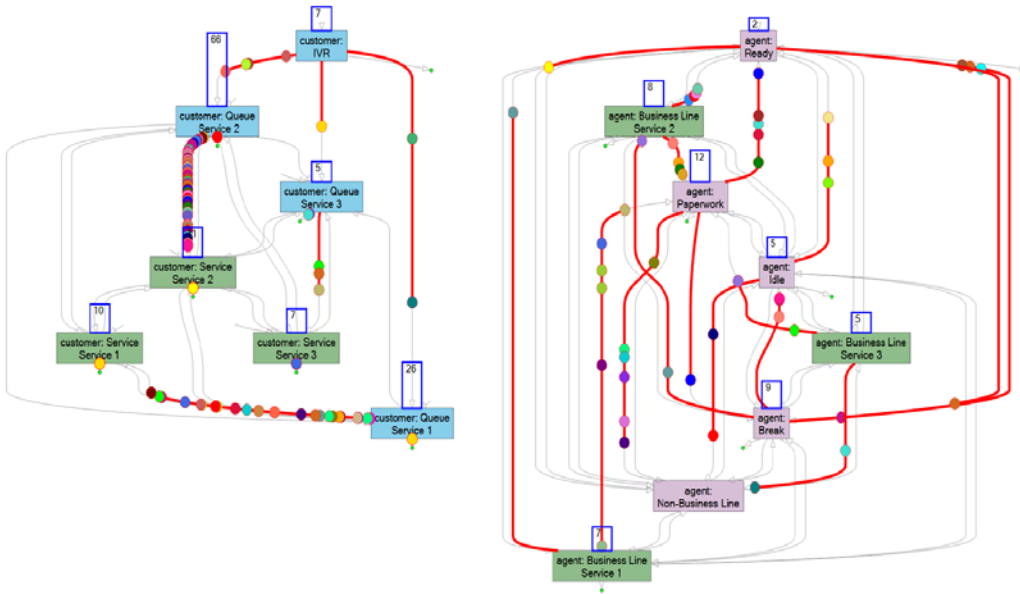 7
customer:
IVR
66
customer: Queue
Service 2
5
customer: Queue
Service 3
customer: Service
Service 2
10
customer: Service
Service 1
7
customer: Service
Service 3
26
customer: Queue
Service 1
2
agent:
Ready
8
agent: Business Line
Service 2
12
agent:
Paperwork
5
agent:
Idle
5
agent: Business Line
Service 3
9
agent:
Break
agent:
Non-Business Line
7
agent: Business Line
Service 1